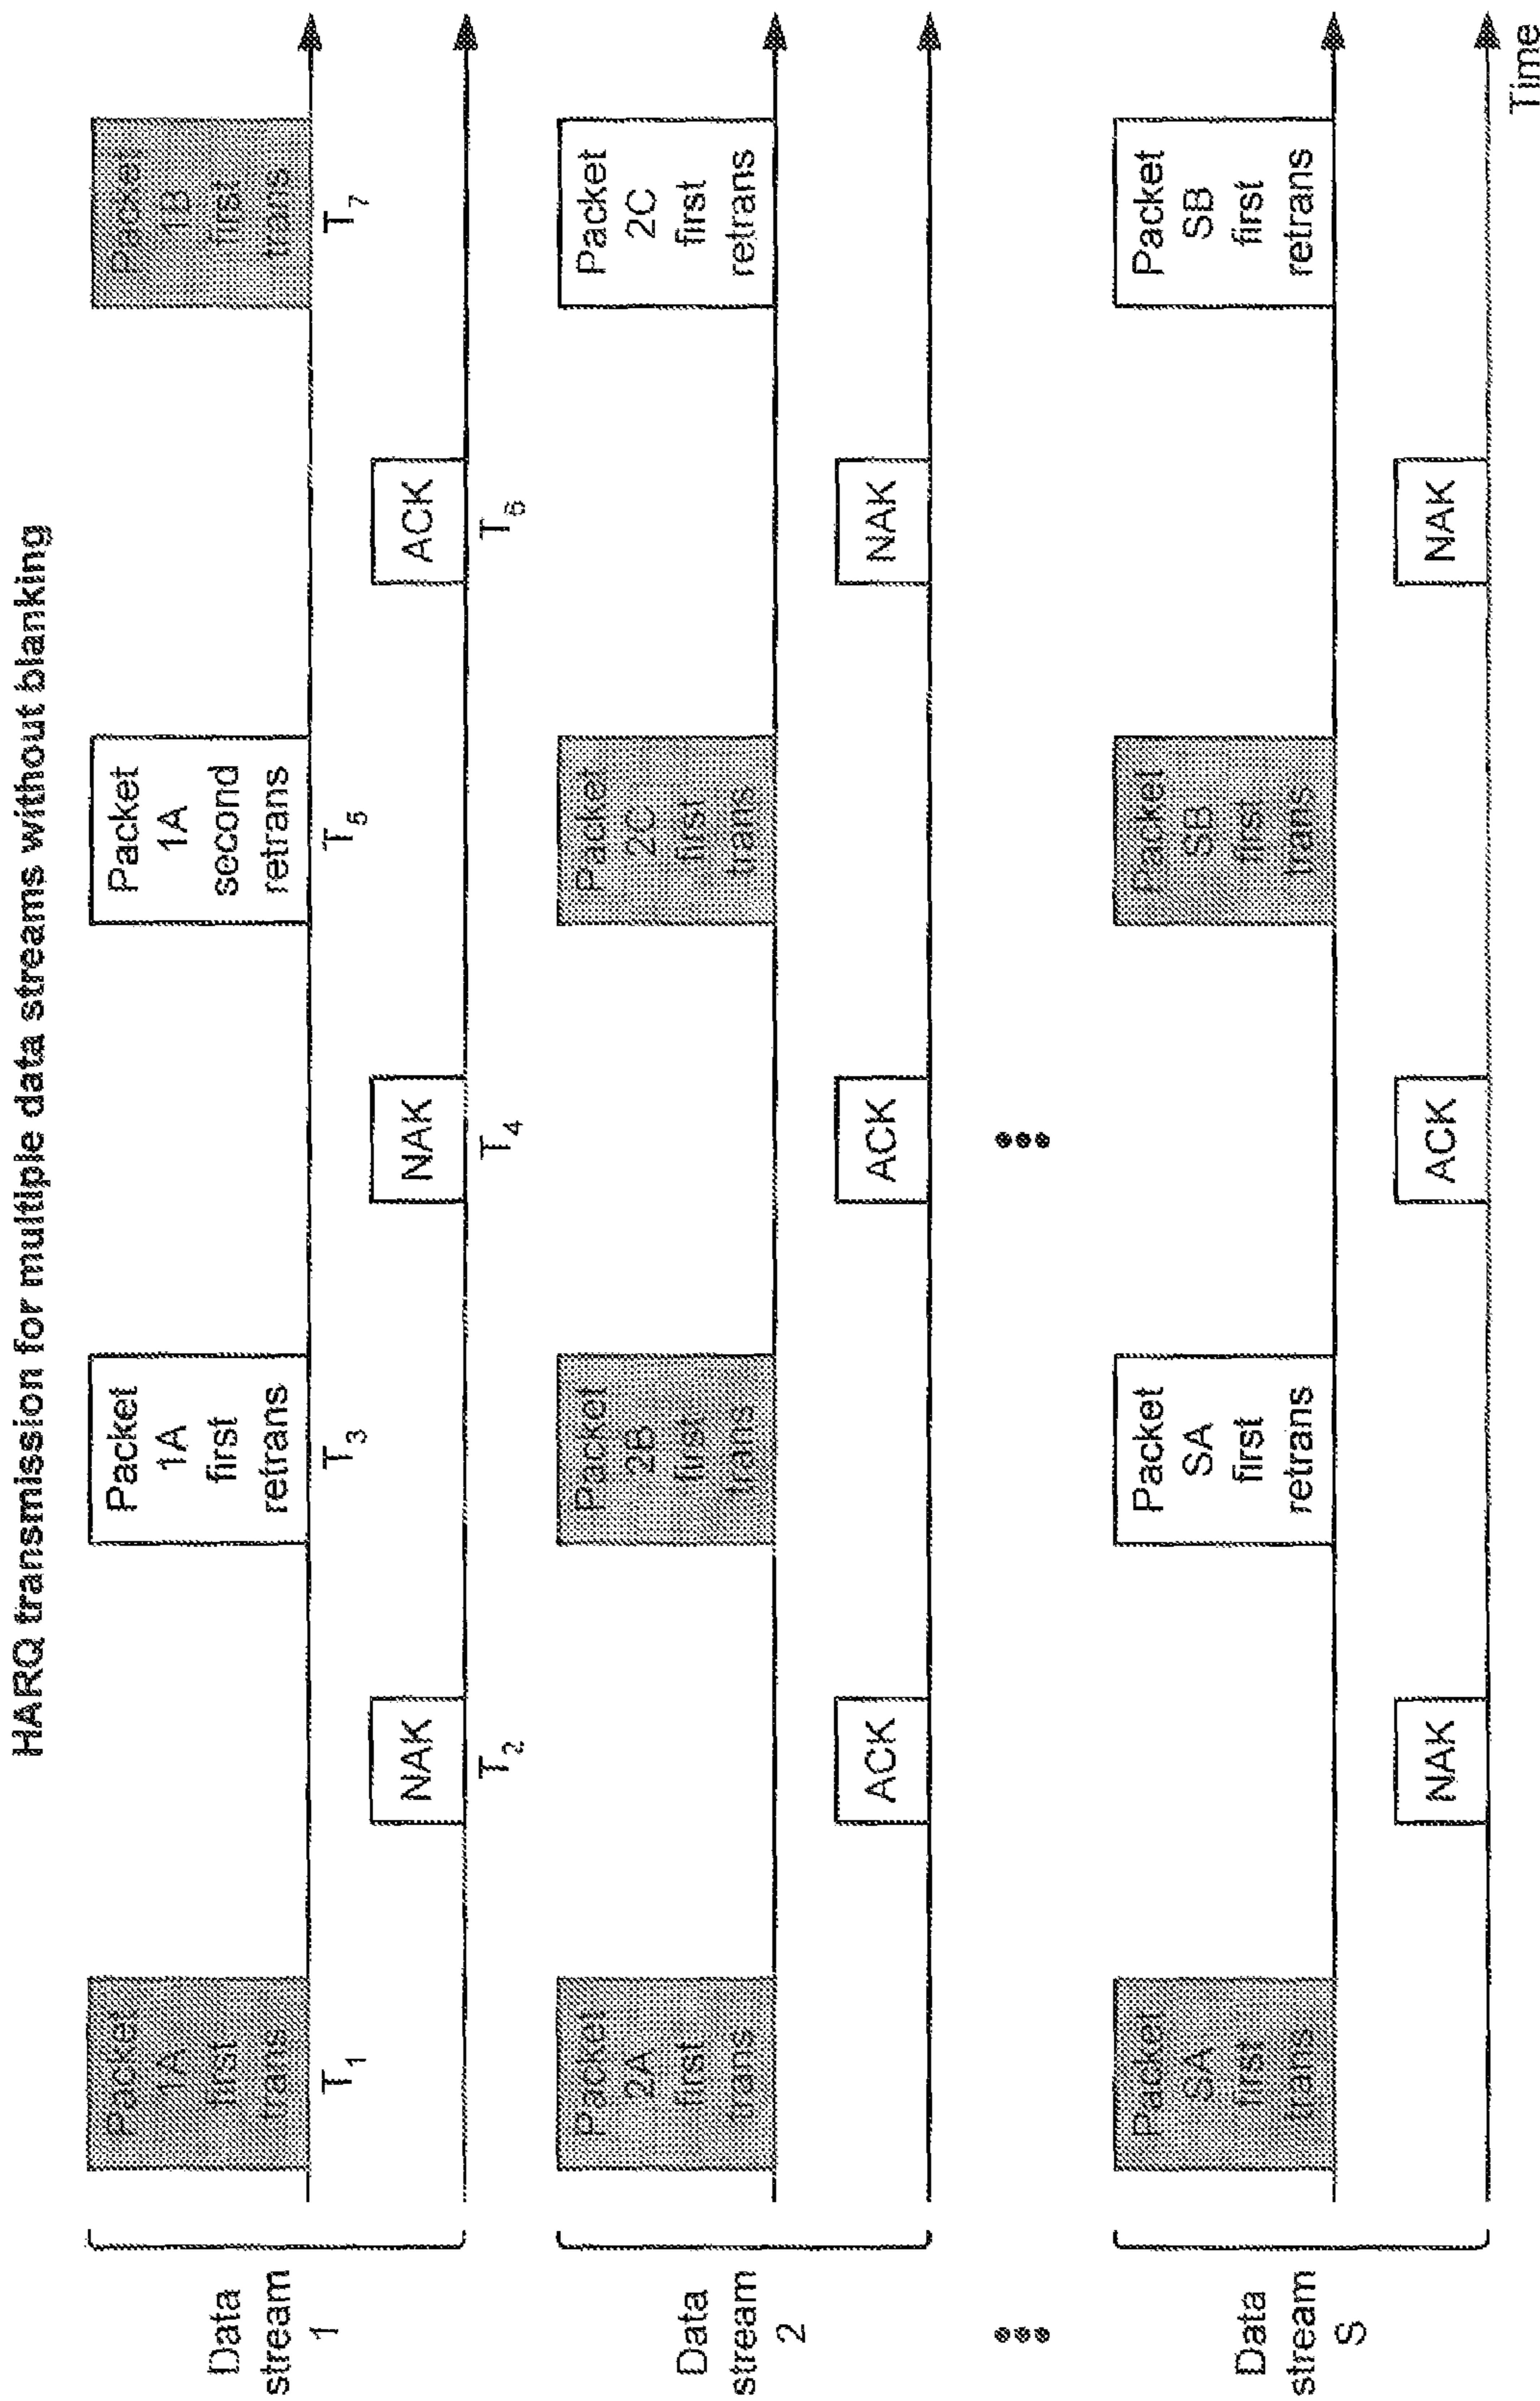 HARQ transmission for multiple data streams without blanking
Data
stream
1
Packet
1A
first
trans
T1
NAK
T2
Packet
1A
first
retrans
T3
NAK
T4
Packet
1A
second
retrans
T5
ACK
T6
Packet
1B
first
trans
T7
Data
stream
2
Packet
2A
first
trans
ACK
Packet
2B
first
trans
ACK
Packet
2C
first
trans
NAK
Packet
2C
first
retrans
Data
stream
S
Packet
SA
first
trans
NAK
Packet
SA
first
retrans
ACK
Packet
SB
first
trans
NAK
Packet
SB
first
retrans
Time